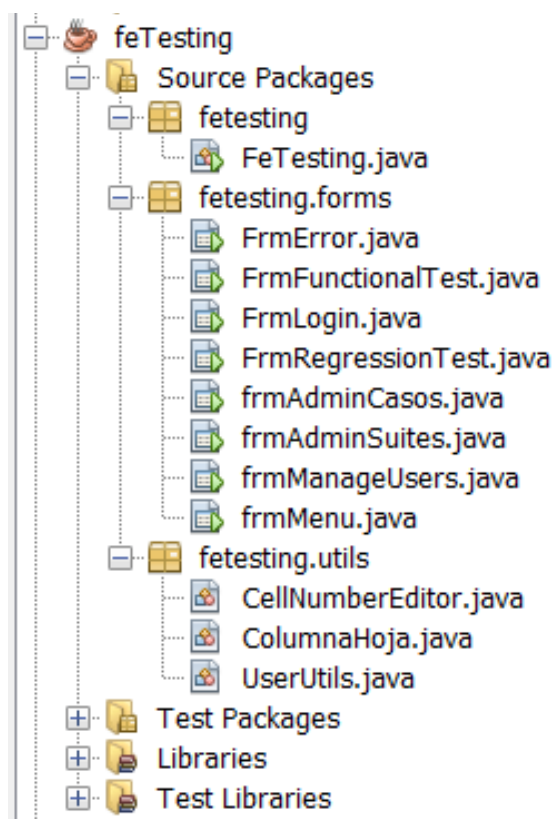 feTesting
Source Packages
fetesting
FeTesting.java
fetesting.forms
FrmError.java
FrmFunctionalTest.java
FrmLogin.java
FrmRegressionTest.java
frmAdminCasos.java
frmAdminSuites.java
frmManageUsers.java
frmMenu.java
fetesting.utils
CellNumberEditor.java
ColumnaHoja.java
UserUtils.java
Test Packages
Libraries
Test Libraries